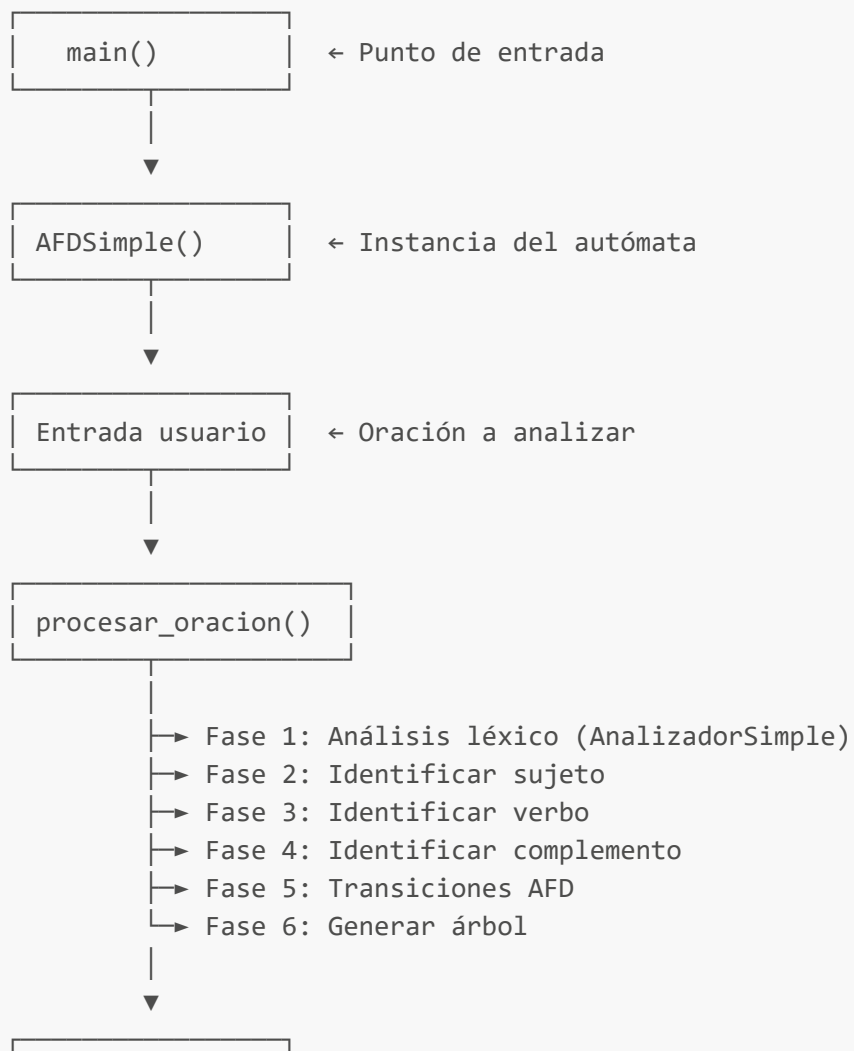 main() ← Punto de entrada
AFDSimple() ← Instancia del autómata
Entrada usuario ← Oración a analizar
procesar_oracion()
Fase 1: Análisis léxico (AnalizadorSimple)
Fase 2: Identificar sujeto
Fase 3: Identificar verbo
Fase 4: Identificar complemento
Fase 5: Transiciones AFD
Fase 6: Generar árbol